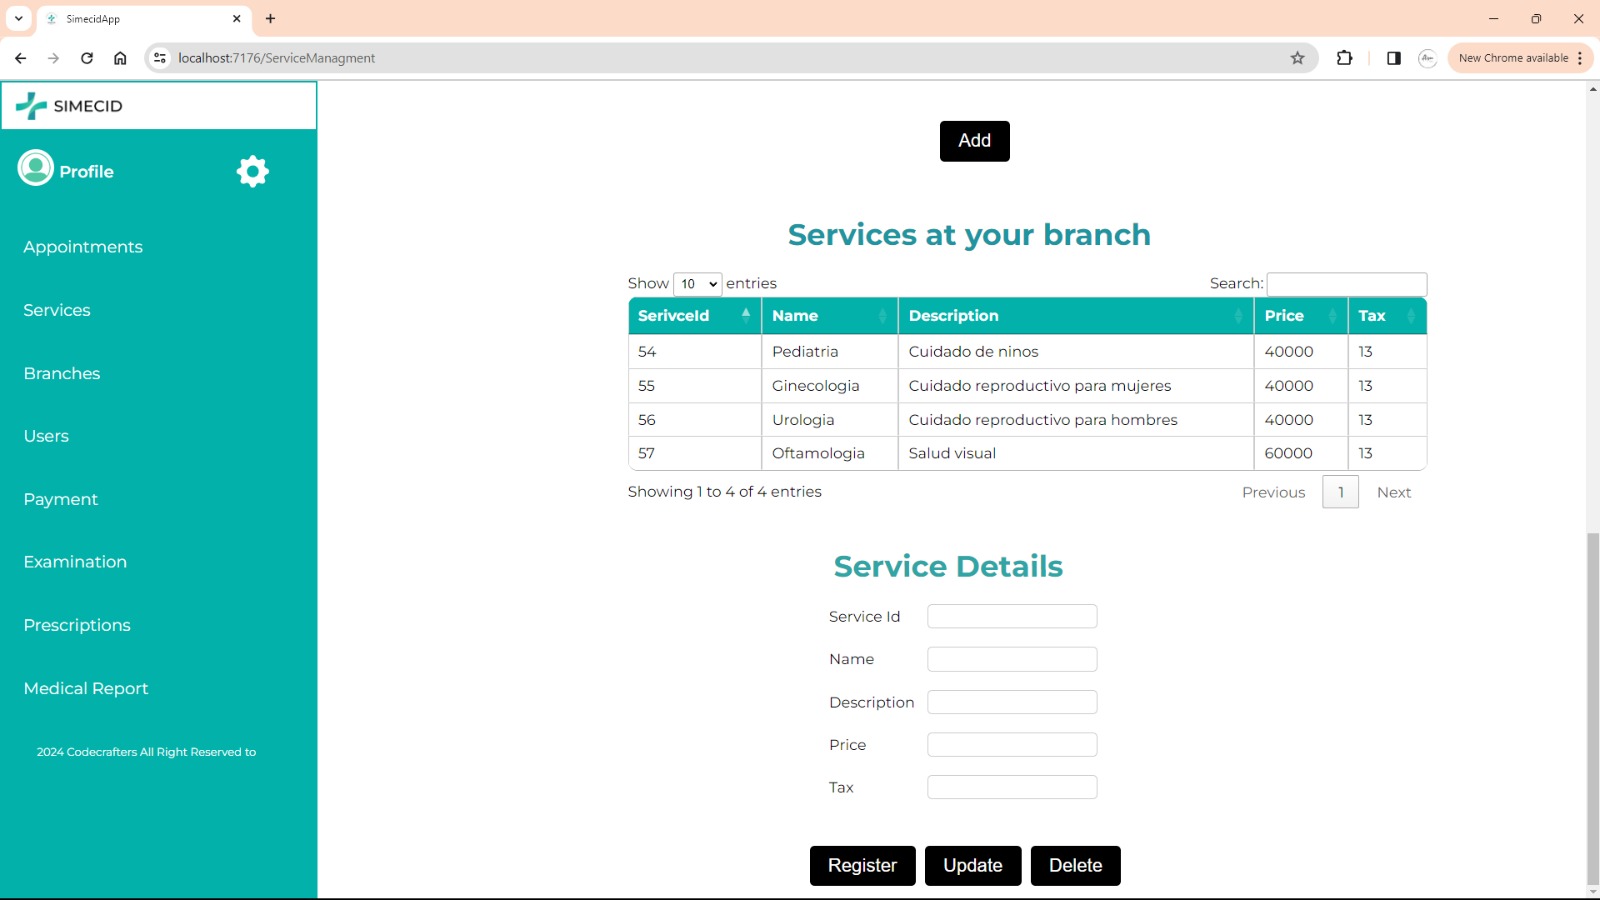 SimecidApp
localhost:7176/ServiceManagment
New Chrome available
SIMECID
Profile
Appointments
Services
Branches
Users
Payment
Examination
Prescriptions
Medical Report
2024 Codecrafters All Right Reserved to
Add
Services at your branch
Show 10 entries
Search:
SerivceId Name Description Price Tax
54 Pediatria Cuidado de ninos 40000 13
55 Ginecologia Cuidado reproductivo para mujeres 40000 13
56 Urologia Cuidado reproductivo para hombres 40000 13
57 Oftamologia Salud visual 60000 13
Showing 1 to 4 of 4 entries
Previous 1 Next
Service Details
Service Id
Name
Description
Price
Tax
Register Update Delete